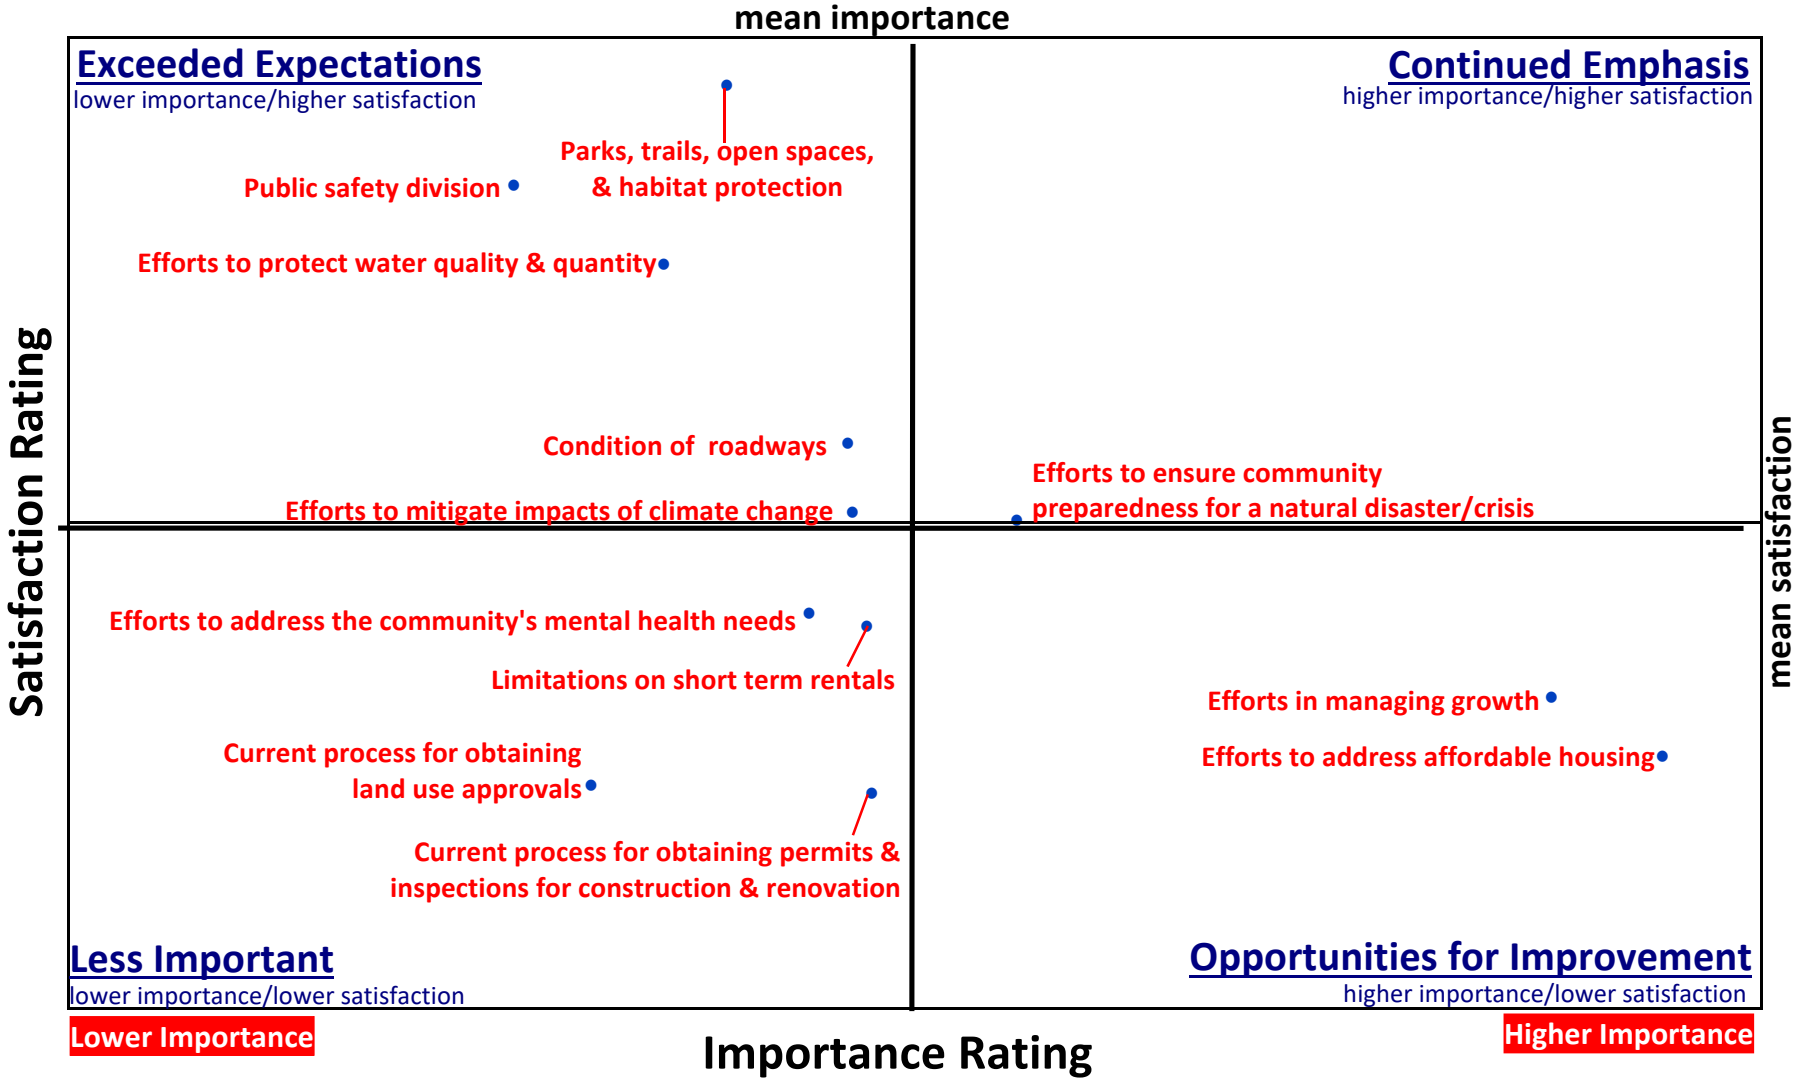 mean importance
Exceeded Expectations
lower importance/higher satisfaction
Continued Emphasis
higher importance/higher satisfaction
Parks, trails, open spaces,
& habitat protection
Public safety division
Efforts to protect water quality & quantity
Condition of  roadways
Efforts to mitigate impacts of climate change
Efforts to ensure community
preparedness for a natural disaster/crisis
Satisfaction Rating
mean satisfaction
Efforts to address the community's mental health needs
Limitations on short term rentals
Efforts in managing growth
Efforts to address affordable housing
Current process for obtaining
land use approvals
Current process for obtaining permits &
inspections for construction & renovation
Less Important
lower importance/lower satisfaction
Opportunities for Improvement
higher importance/lower satisfaction
Lower Importance
Importance Rating
Higher Importance